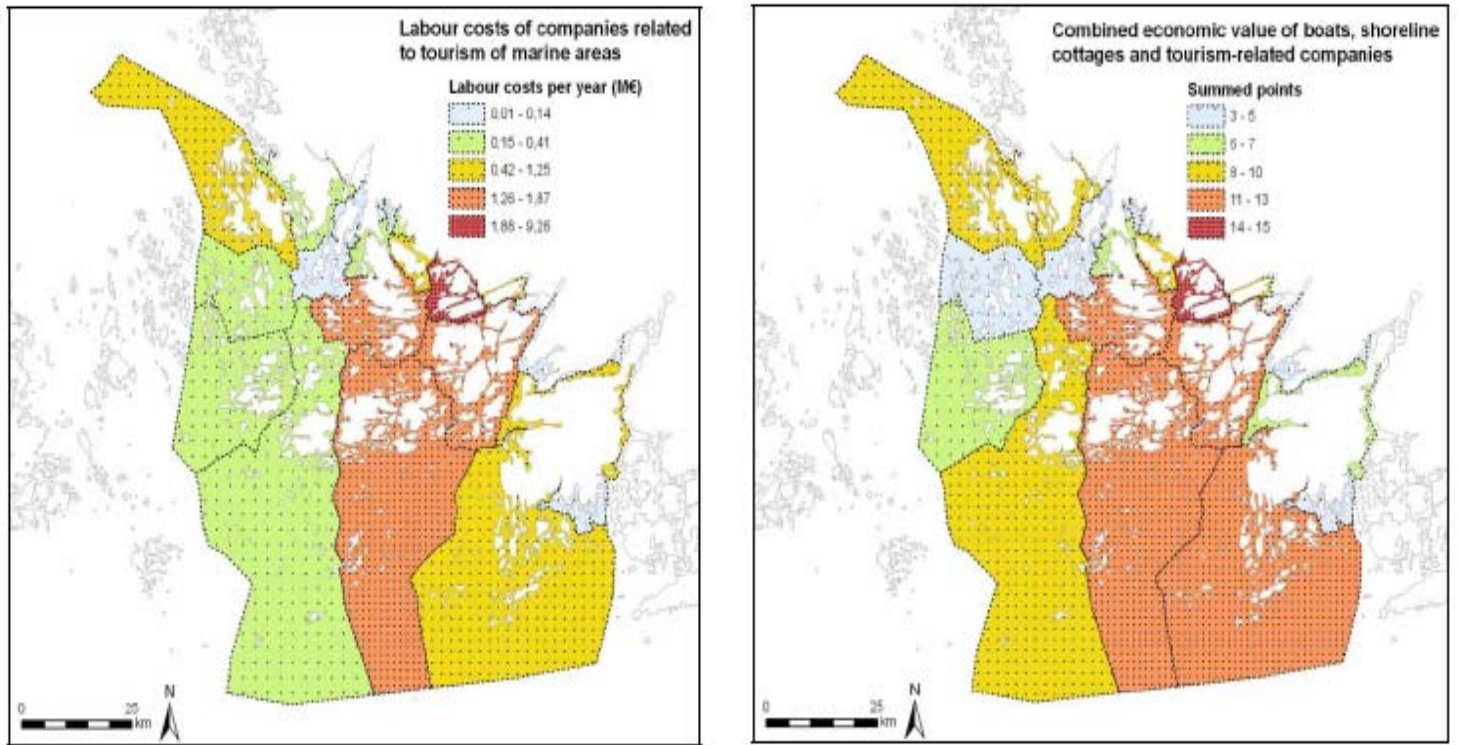 Labour costs of companies related
to tourism of marine areas
Labour costs per year (M€)
0,01 - 0,14
0,15 - 0,41
0,42 - 1,25
1,26 - 1,87
1,88 - 9,26
0 25
km
N
Combined economic value of boats, shoreline
cottages and tourism-related companies
Summed points
3 - 5
6 - 7
8 - 10
11 - 13
14 - 15
0 25
km
N